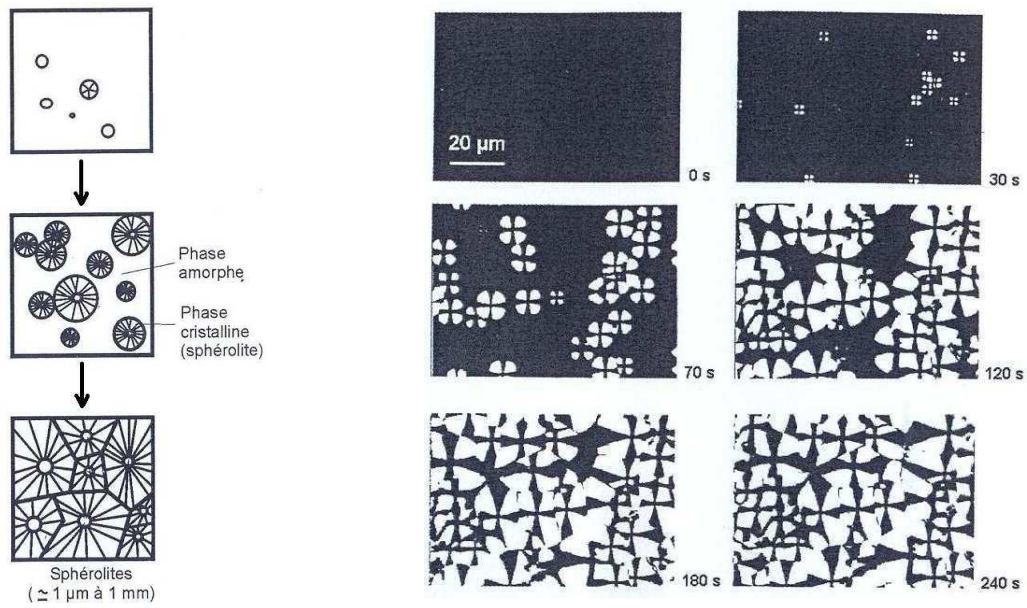 Phase
amorphe
Phase
cristalline
(sphérolite)
Sphérolites
(≃ 1 µm à 1 mm)
20 µm
0 s
30 s
70 s
120 s
180 s
240 s